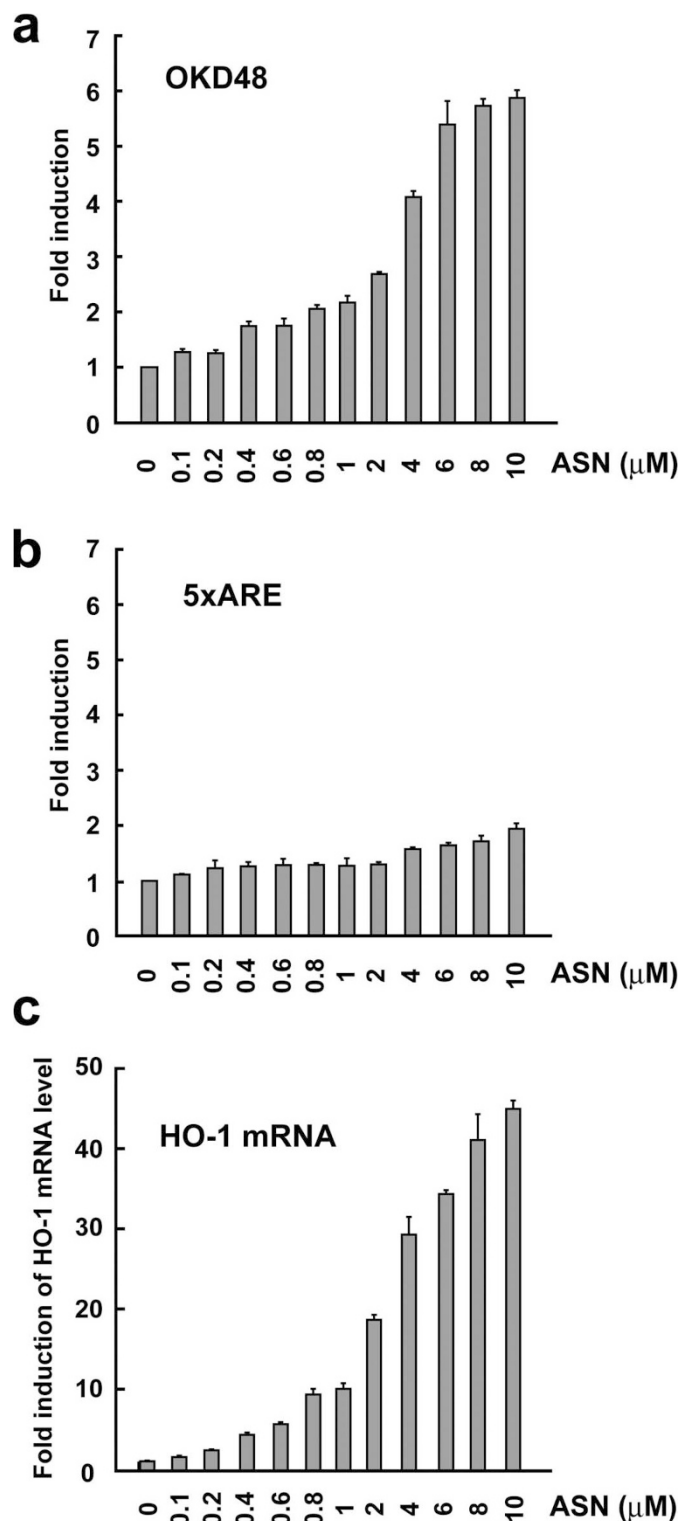 a
7
OKD48
6
5
4
3
2
1
0
Fold induction
0 0.1 0.2 0.4 0.6 0.8 1 2 4 6 8 10 ASN (μM)
b
7
5xARE
6
5
4
3
2
1
0
Fold induction
0 0.1 0.2 0.4 0.6 0.8 1 2 4 6 8 10 ASN (μM)
c
50
HO-1 mRNA
40
30
20
10
0
Fold induction of HO-1 mRNA level
0 0.1 0.2 0.4 0.6 0.8 1 2 4 6 8 10 ASN (μM)